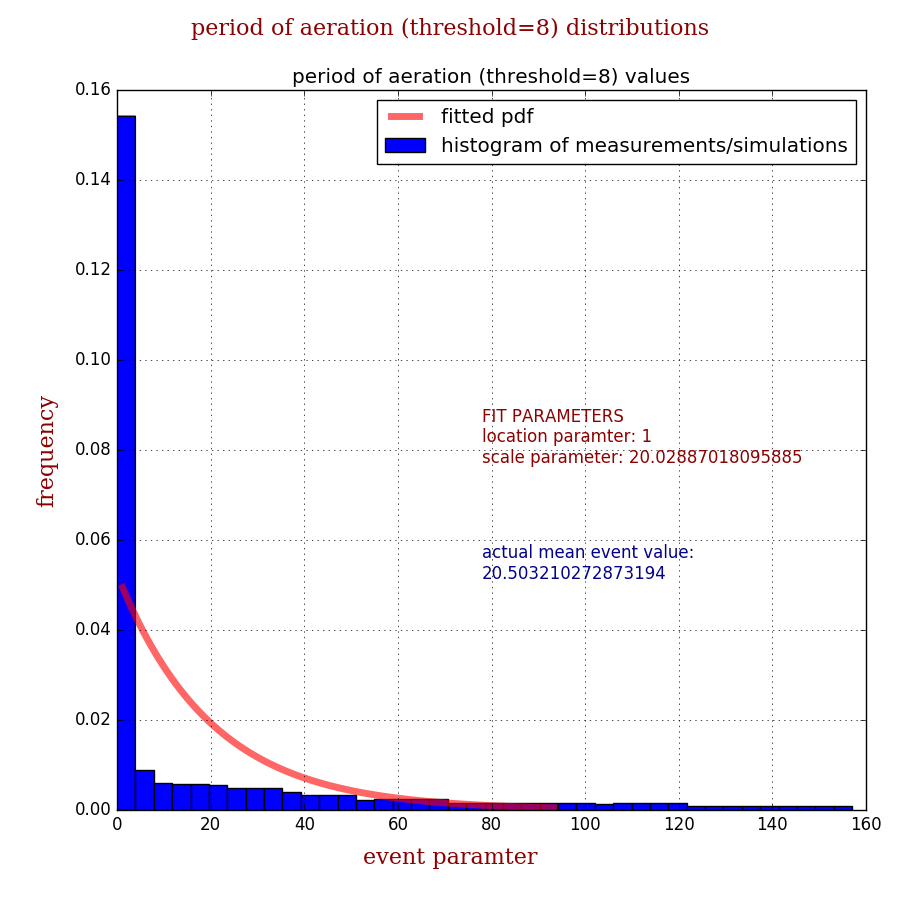 period of aeration (threshold=8) distributions
period of aeration (threshold=8) values
fitted pdf
histogram of measurements/simulations
0.16
0.14
0.12
0.10
0.08
0.06
0.04
0.02
0.00
frequency
FIT PARAMETERS
location paramter: 1
scale parameter: 20.02887018095885
actual mean event value:
20.503210272873194
0 20 40 60 80 100 120 140 160
event paramter